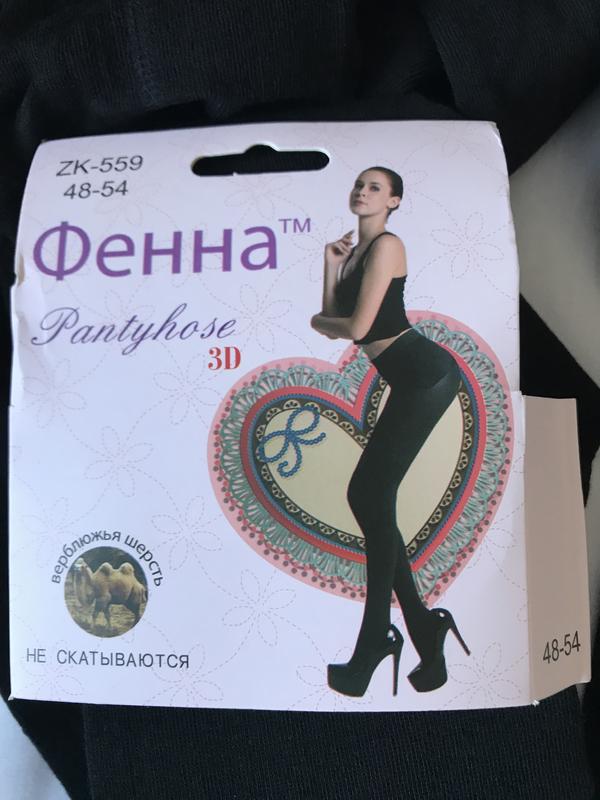 ZK-559
48-54
Фенна™
Pantyhose
3D
верблюжья шерсть
НЕ СКАТЫВАЮТСЯ
48-54